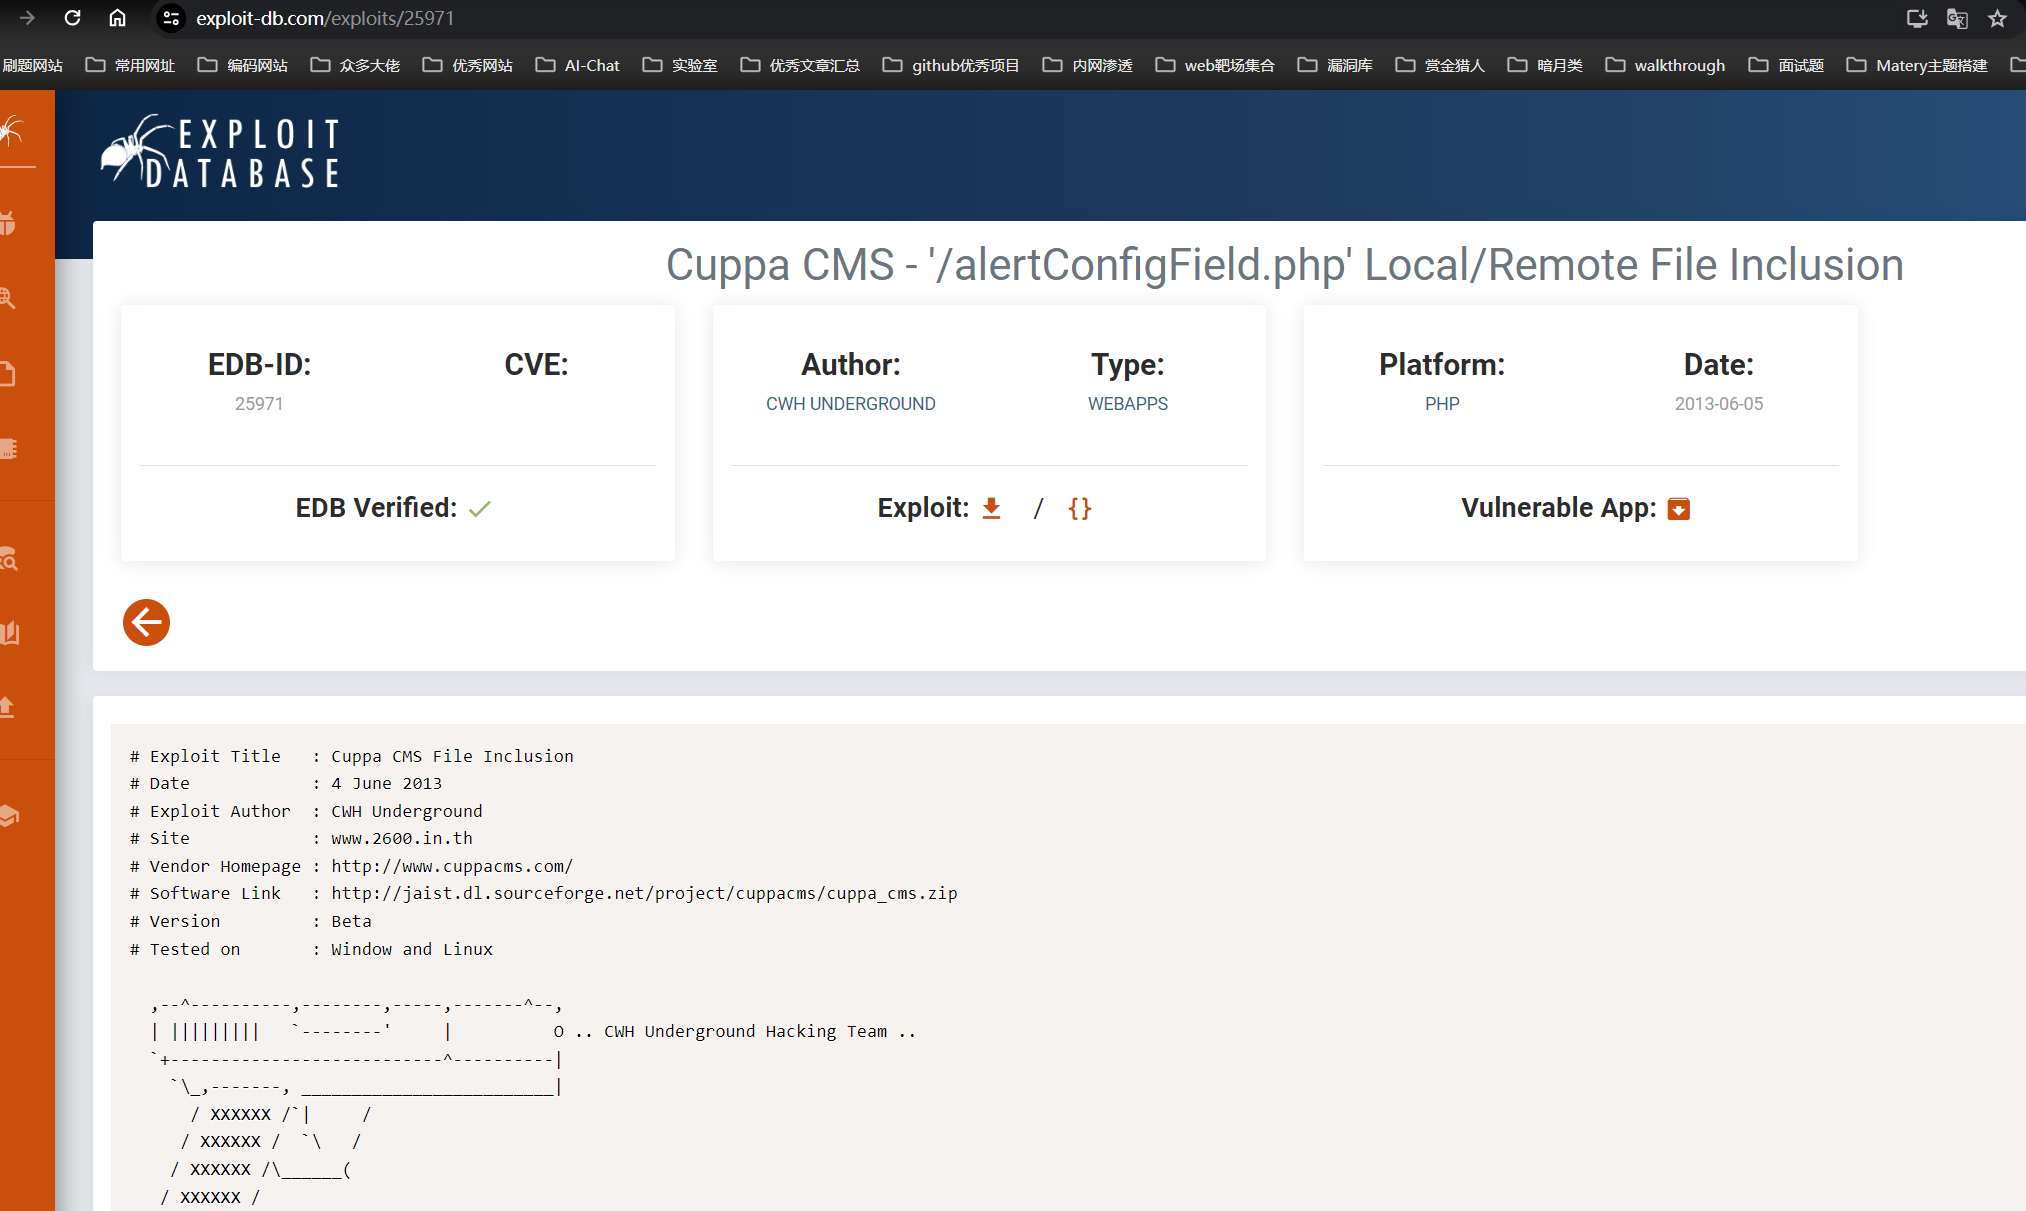 exploit-db.com/exploits/25971
刷题网站 常用网址 编码网站 众多大佬 优秀网站 AI-Chat 实验室 优秀文章汇总 github优秀项目 内网渗透 web靶场集合 漏洞库 赏金猎人 暗月类 walkthrough 面试题 Matery主题搭建
EXPLOIT
DATABASE
Cuppa CMS - '/alertConfigField.php' Local/Remote File Inclusion
EDB-ID: CVE: Author: Type: Platform: Date:
25971 CWH UNDERGROUND WEBAPPS PHP 2013-06-05
EDB Verified: Exploit: / {} Vulnerable App:
# Exploit Title   : Cuppa CMS File Inclusion
# Date            : 4 June 2013
# Exploit Author  : CWH Underground
# Site            : www.2600.in.th
# Vendor Homepage : http://www.cuppacms.com/
# Software Link   : http://jaist.dl.sourceforge.net/project/cuppacms/cuppa_cms.zip
# Version         : Beta
# Tested on       : Window and Linux
  ,--^----------,--------,-----,-------^--,
  | |||||||||   `--------'     |          O .. CWH Underground Hacking Team ..
  `+---------------------------^----------|
    `\_,-------, _________________________|
      / XXXXXX /`|     /
     / XXXXXX /  `\   /
    / XXXXXX /\______(
   / XXXXXX /